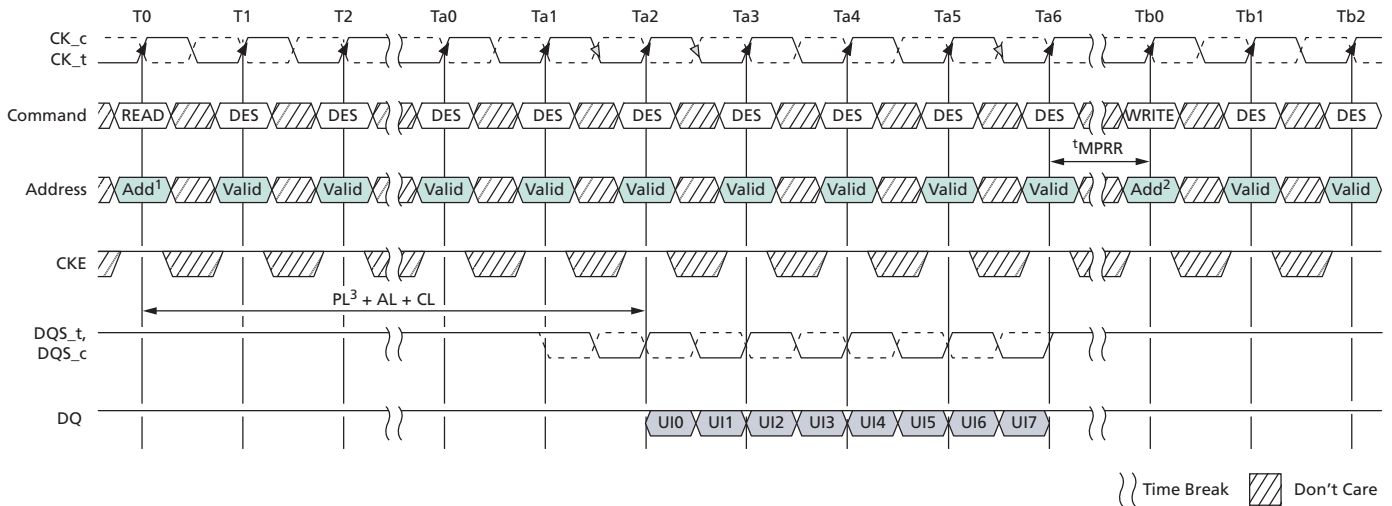 T0 T1 T2 Ta0 Ta1 Ta2 Ta3 Ta4 Ta5 Ta6 Tb0 Tb1 Tb2
CK_c
CK_t
Command READ DES DES DES DES DES DES DES DES DES WRITE DES DES
tMPRR
Address Add1 Valid Valid Valid Valid Valid Valid Valid Valid Valid Add2 Valid Valid
CKE
PL3 + AL + CL
DQS_t,
DQS_c
DQ UI0 UI1 UI2 UI3 UI4 UI5 UI6 UI7
Time Break Don't Care